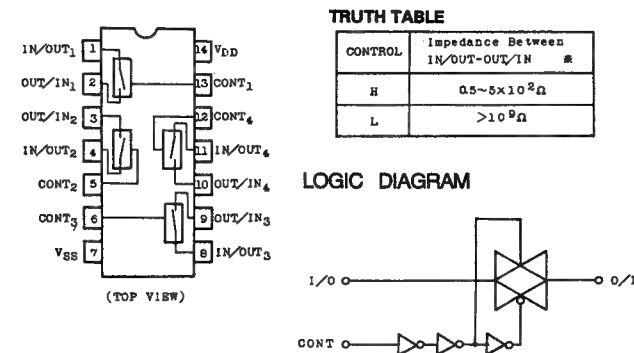 TRUTH TABLE
CONTROL
Impedance Between
IN/OUT-OUT/IN *
H
0.5~5x10²Ω
L
>10⁹Ω
IN/OUT₁ 1
OUT/IN₁ 2
OUT/IN₂ 3
IN/OUT₂ 4
CONT₂ 5
CONT₃ 6
VSS 7
14 VDD
13 CONT₁
12 CONT₄
11 IN/OUT₄
10 OUT/IN₄
9 OUT/IN₃
8 IN/OUT₃
(TOP VIEW)
LOGIC DIAGRAM
I/O
O/I
CONT